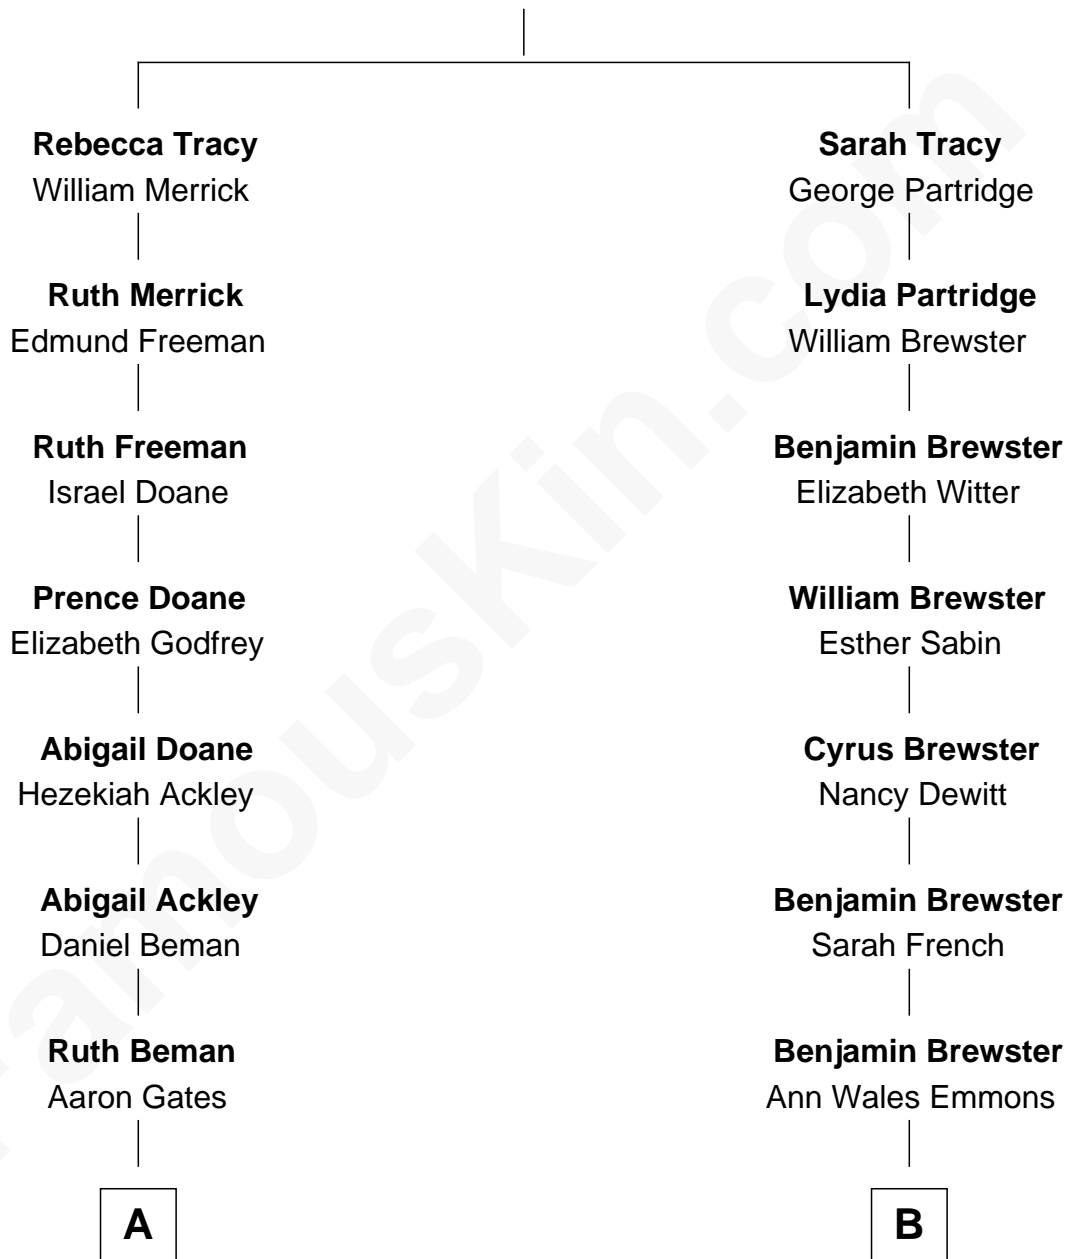 Rebecca Tracy
William Merrick
Sarah Tracy
George Partridge
Ruth Merrick
Edmund Freeman
Lydia Partridge
William Brewster
Ruth Freeman
Israel Doane
Benjamin Brewster
Elizabeth Witter
Prence Doane
Elizabeth Godfrey
William Brewster
Esther Sabin
Abigail Doane
Hezekiah Ackley
Cyrus Brewster
Nancy Dewitt
Abigail Ackley
Daniel Beman
Benjamin Brewster
Sarah French
Ruth Beman
Aaron Gates
Benjamin Brewster
Ann Wales Emmons
A
B
FamousKin.com